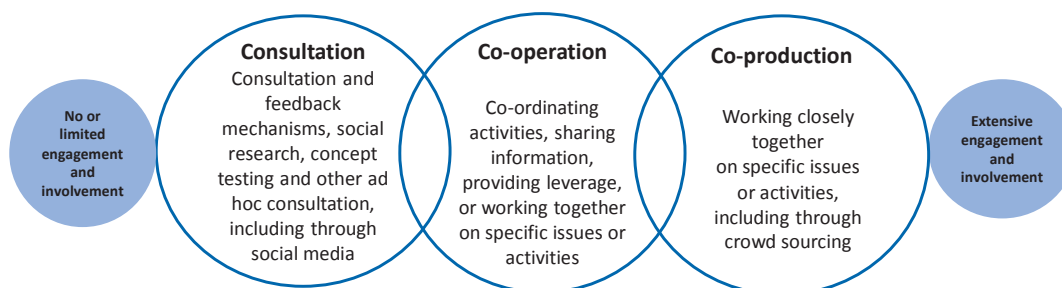 No or
limited
engagement
and
involvement
Consultation
Consultation and
feedback
mechanisms, social
research, concept
testing and other ad
hoc consultation,
including through
social media
Co-operation
Co-ordinating
activities, sharing
information,
providing leverage,
or working together
on specific issues or
activities
Co-production
Working closely
together
on specific issues
or activities,
including through
crowd sourcing
Extensive
engagement
and
involvement